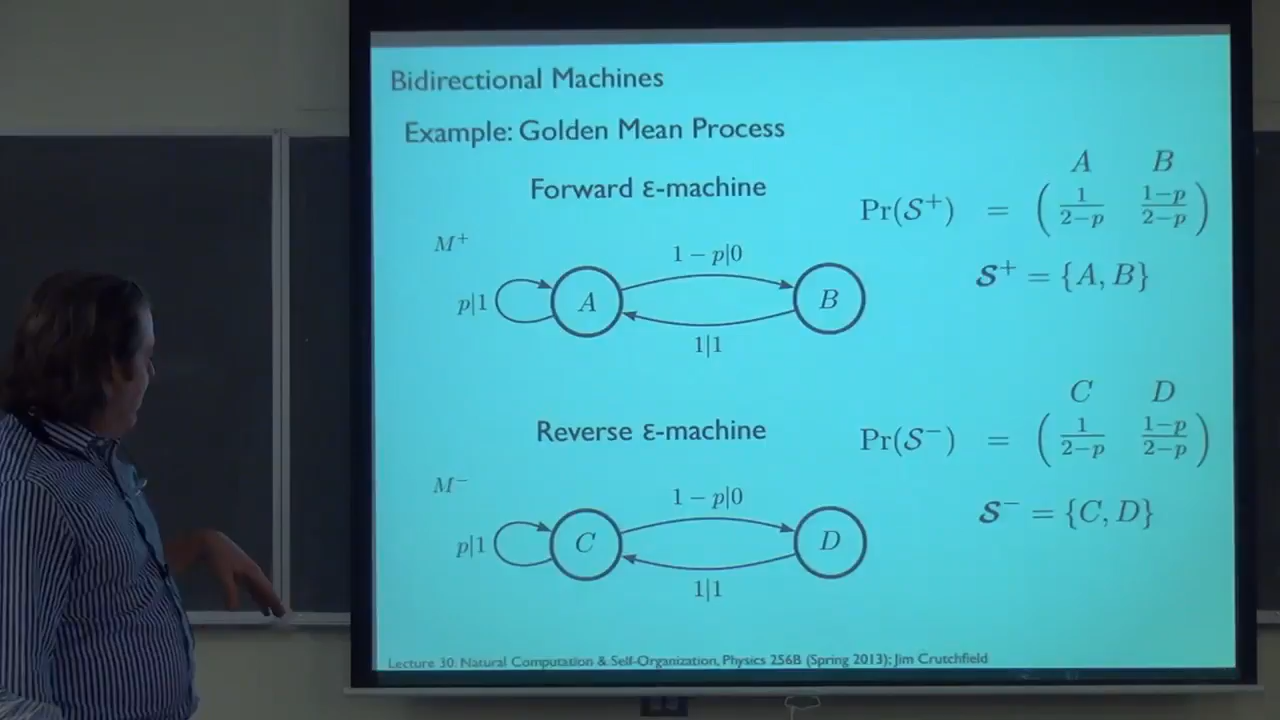 Bidirectional Machines
Example: Golden Mean Process
Forward ε-machine
M⁺
p|1
A
1 − p|0
B
1|1
A B
Pr(𝒮⁺) = ( 1/2−p 1−p/2−p )
𝓢⁺ = {A, B}
Reverse ε-machine
M⁻
p|1
C
1 − p|0
D
1|1
C D
Pr(𝒮⁻) = ( 1/2−p 1−p/2−p )
𝓢⁻ = {C, D}
Lecture 30: Natural Computation & Self-Organization, Physics 256B (Spring 2013); Jim Crutchfield